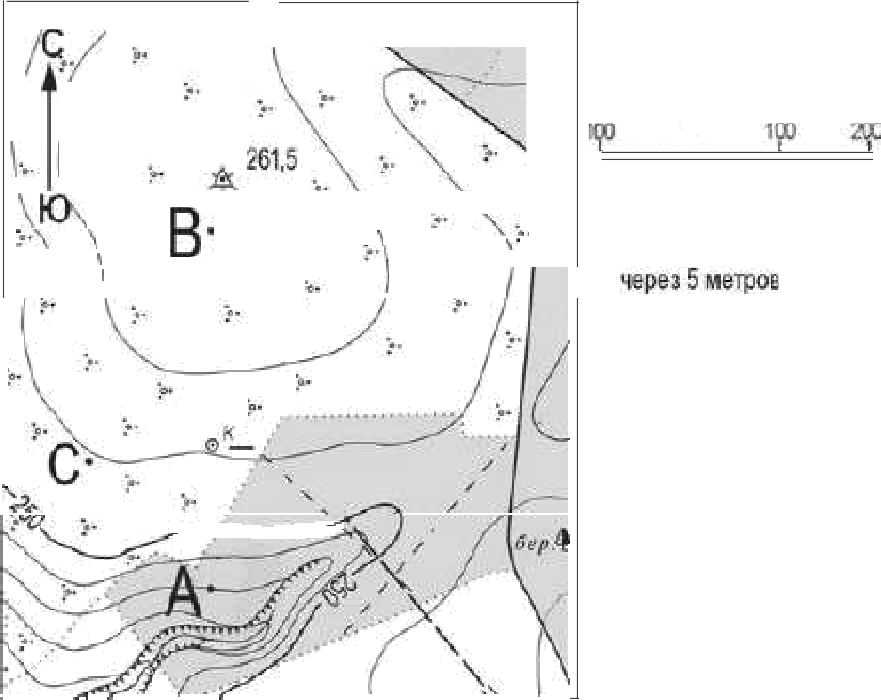 С
261,5
Ю
В
100 100 200
через 5 метров
К
С
250
бер.
А
250